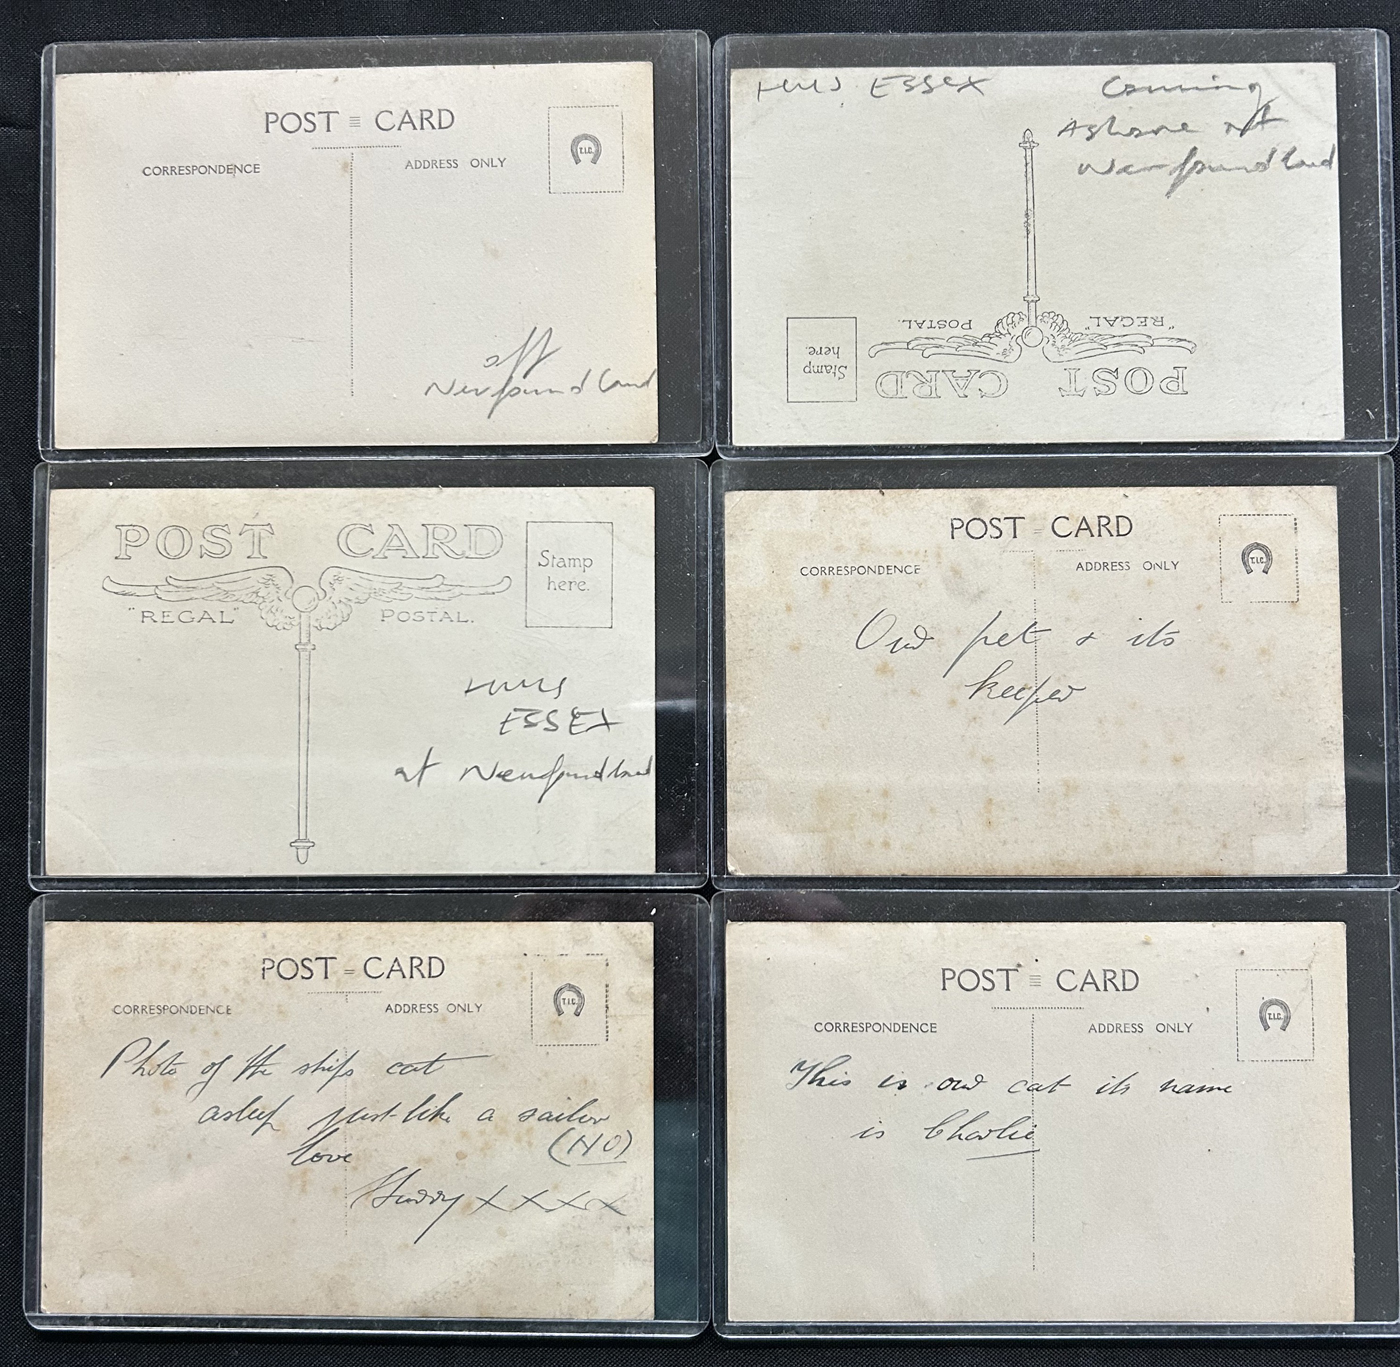 POST CARD
CORRESPONDENCE ADDRESS ONLY
T.I.C.
off
Newfoundland
HMS ESSEX Coming
Ashore at
Newfoundland
POST CARD
"REGAL" POSTAL.
Stamp
here.
POST CARD
"REGAL" POSTAL.
Stamp
here.
HMS
ESSEX
at Newfoundland
POST CARD
CORRESPONDENCE ADDRESS ONLY
T.I.C.
Our pet & its
keeper
POST CARD
CORRESPONDENCE ADDRESS ONLY
T.I.C.
Photo of the ships cat
asleep just like a sailor
love (NO)
Harry X X X X
POST CARD
CORRESPONDENCE ADDRESS ONLY
T.I.C.
This is our cat its name
is Charlie